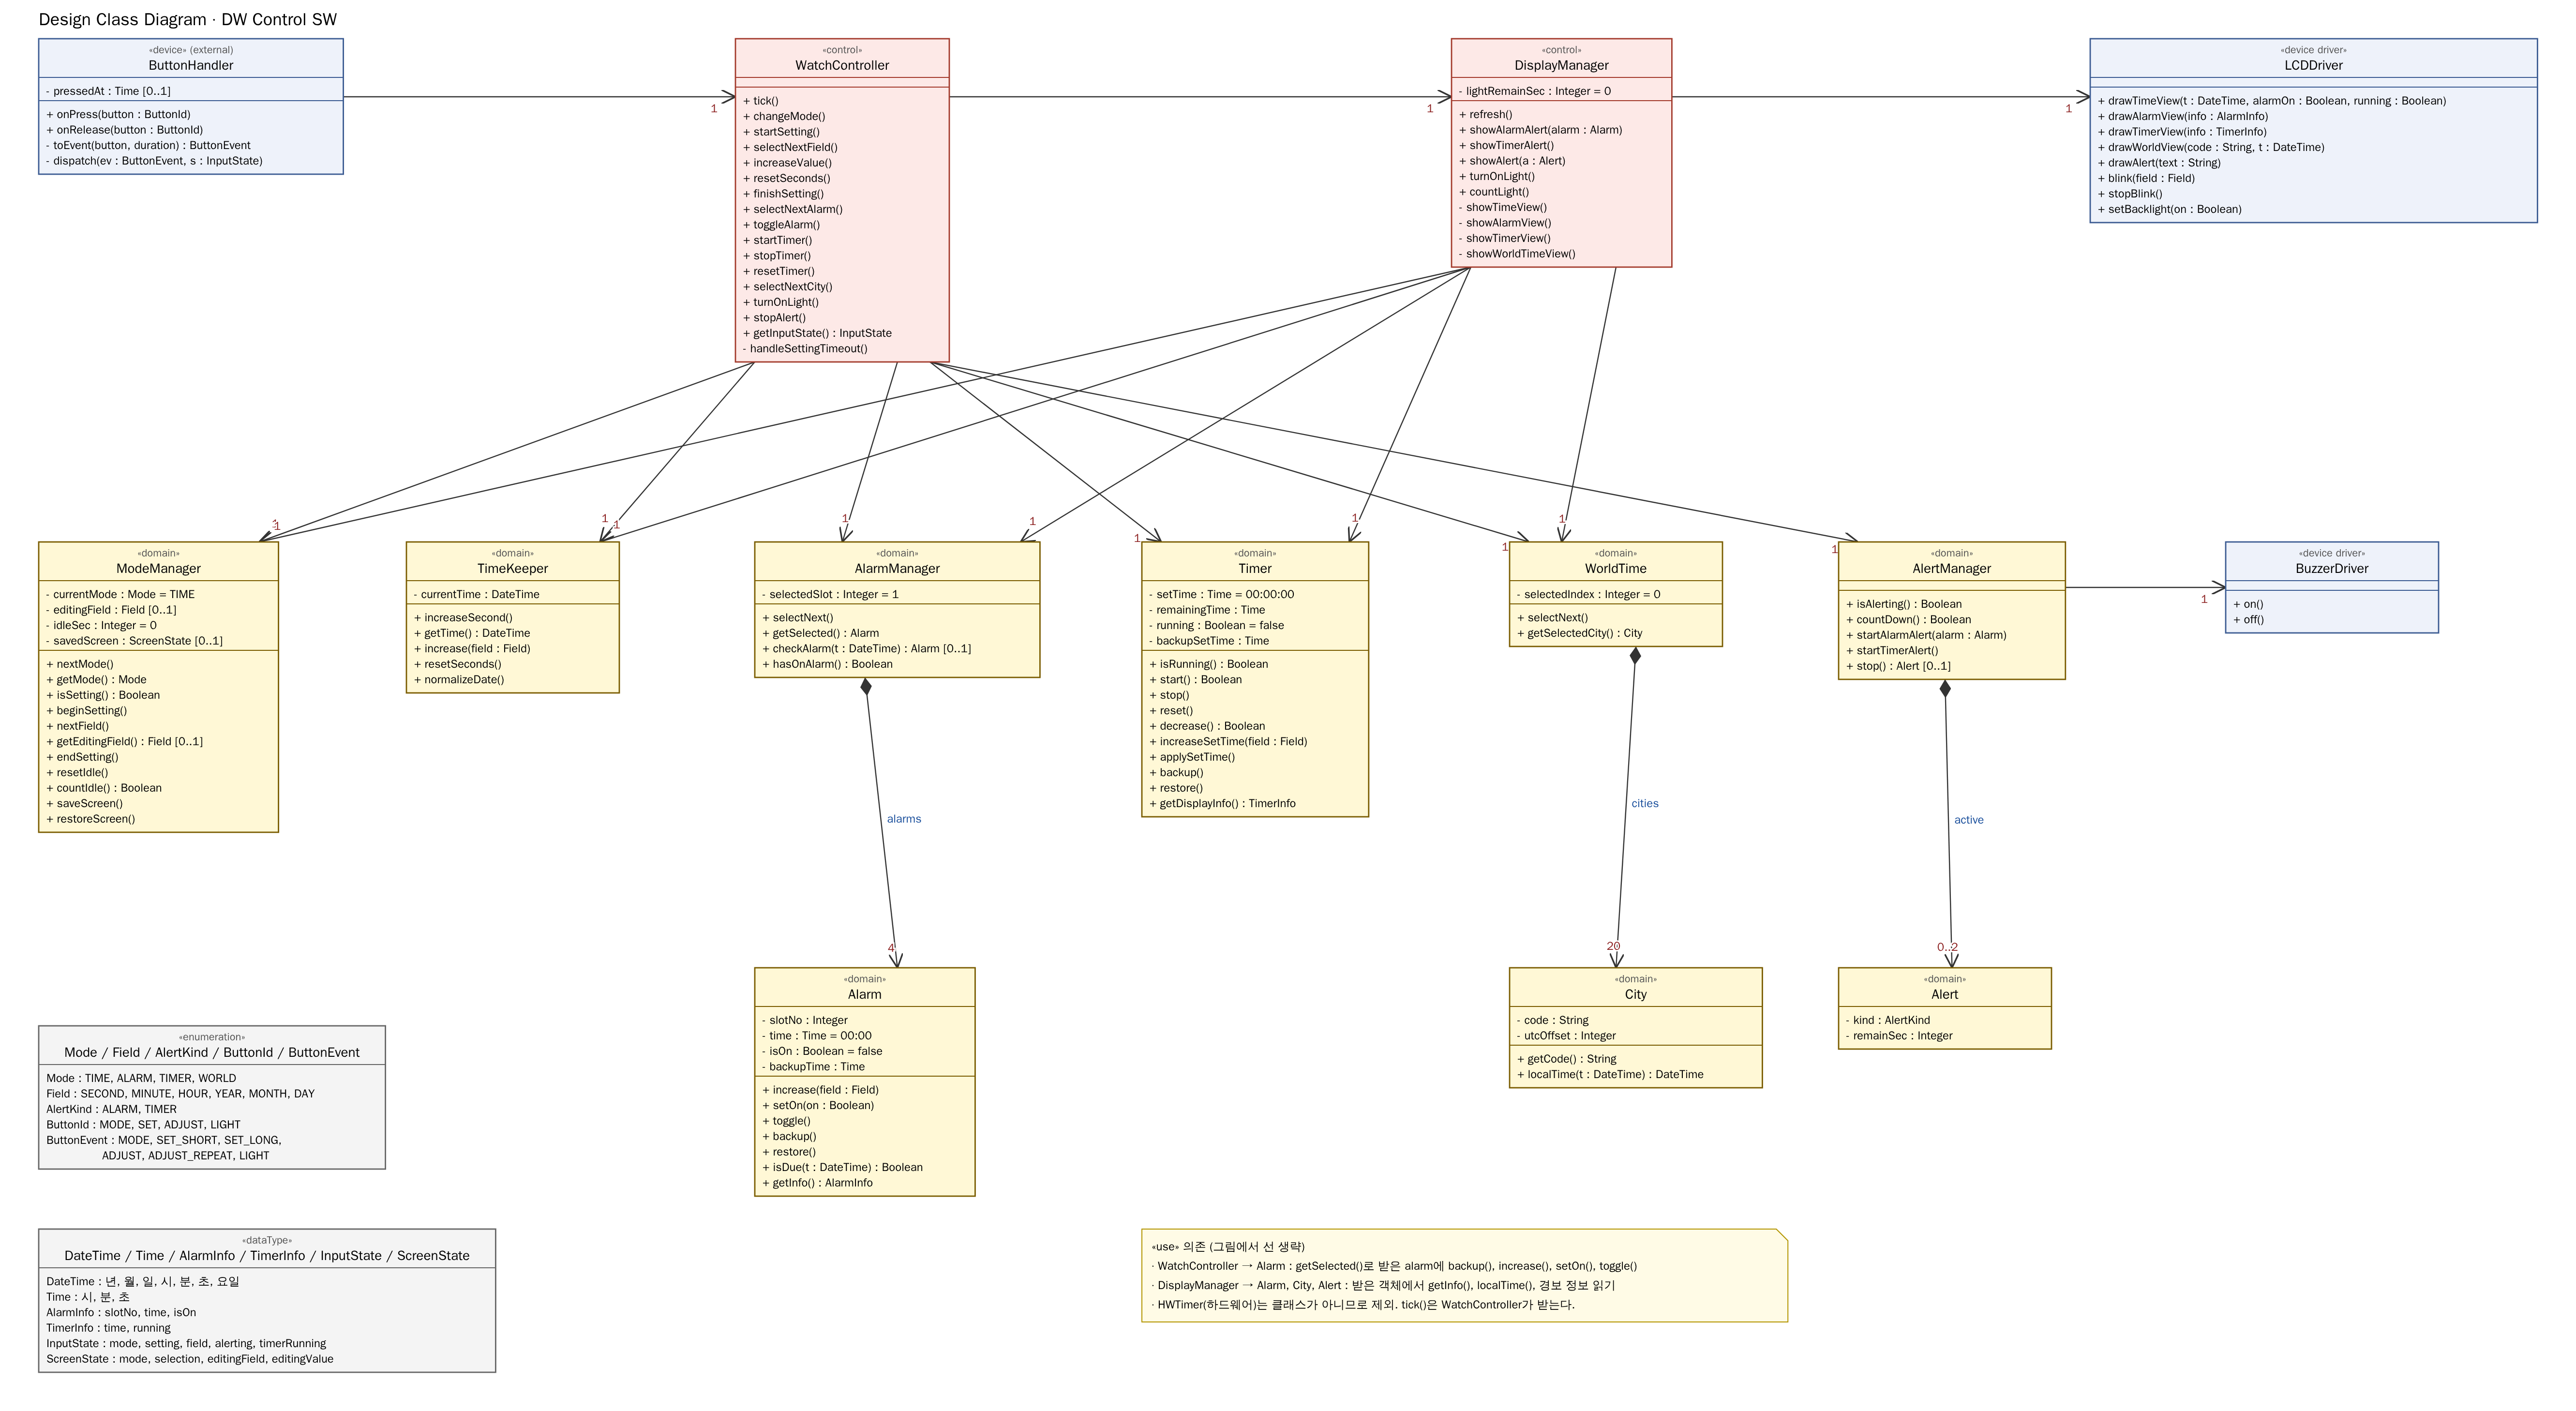 Design Class Diagram · DW Control SW
«device» (external)
ButtonHandler
- pressedAt : Time [0..1]
+ onPress(button : ButtonId)
+ onRelease(button : ButtonId)
- toEvent(button, duration) : ButtonEvent
- dispatch(ev : ButtonEvent, s : InputState)
1
«control»
WatchController
+ tick()
+ changeMode()
+ startSetting()
+ selectNextField()
+ increaseValue()
+ resetSeconds()
+ finishSetting()
+ selectNextAlarm()
+ toggleAlarm()
+ startTimer()
+ stopTimer()
+ resetTimer()
+ selectNextCity()
+ turnOnLight()
+ stopAlert()
+ getInputState() : InputState
- handleSettingTimeout()
1
«control»
DisplayManager
- lightRemainSec : Integer = 0
+ refresh()
+ showAlarmAlert(alarm : Alarm)
+ showTimerAlert()
+ showAlert(a : Alert)
+ turnOnLight()
+ countLight()
- showTimeView()
- showAlarmView()
- showTimerView()
- showWorldTimeView()
1
«device driver»
LCDDriver
+ drawTimeView(t : DateTime, alarmOn : Boolean, running : Boolean)
+ drawAlarmView(info : AlarmInfo)
+ drawTimerView(info : TimerInfo)
+ drawWorldView(code : String, t : DateTime)
+ drawAlert(text : String)
+ blink(field : Field)
+ stopBlink()
+ setBacklight(on : Boolean)
1
1
«domain»
ModeManager
- currentMode : Mode = TIME
- editingField : Field [0..1]
- idleSec : Integer = 0
- savedScreen : ScreenState [0..1]
+ nextMode()
+ getMode() : Mode
+ isSetting() : Boolean
+ beginSetting()
+ nextField()
+ getEditingField() : Field [0..1]
+ endSetting()
+ resetIdle()
+ countIdle() : Boolean
+ saveScreen()
+ restoreScreen()
1
1
«domain»
TimeKeeper
- currentTime : DateTime
+ increaseSecond()
+ getTime() : DateTime
+ increase(field : Field)
+ resetSeconds()
+ normalizeDate()
1
1
«domain»
AlarmManager
- selectedSlot : Integer = 1
+ selectNext()
+ getSelected() : Alarm
+ checkAlarm(t : DateTime) : Alarm [0..1]
+ hasOnAlarm() : Boolean
1
1
«domain»
Timer
- setTime : Time = 00:00:00
- remainingTime : Time
- running : Boolean = false
- backupSetTime : Time
+ isRunning() : Boolean
+ start() : Boolean
+ stop()
+ reset()
+ decrease() : Boolean
+ increaseSetTime(field : Field)
+ applySetTime()
+ backup()
+ restore()
+ getDisplayInfo() : TimerInfo
1
1
«domain»
WorldTime
- selectedIndex : Integer = 0
+ selectNext()
+ getSelectedCity() : City
1
«domain»
AlertManager
+ isAlerting() : Boolean
+ countDown() : Boolean
+ startAlarmAlert(alarm : Alarm)
+ startTimerAlert()
+ stop() : Alert [0..1]
1
«device driver»
BuzzerDriver
+ on()
+ off()
alarms
4
cities
20
active
0..2
«domain»
Alarm
- slotNo : Integer
- time : Time = 00:00
- isOn : Boolean = false
- backupTime : Time
+ increase(field : Field)
+ setOn(on : Boolean)
+ toggle()
+ backup()
+ restore()
+ isDue(t : DateTime) : Boolean
+ getInfo() : AlarmInfo
«domain»
City
- code : String
- utcOffset : Integer
+ getCode() : String
+ localTime(t : DateTime) : DateTime
«domain»
Alert
- kind : AlertKind
- remainSec : Integer
«enumeration»
Mode / Field / AlertKind / ButtonId / ButtonEvent
Mode : TIME, ALARM, TIMER, WORLD
Field : SECOND, MINUTE, HOUR, YEAR, MONTH, DAY
AlertKind : ALARM, TIMER
ButtonId : MODE, SET, ADJUST, LIGHT
ButtonEvent : MODE, SET_SHORT, SET_LONG,
ADJUST, ADJUST_REPEAT, LIGHT
«dataType»
DateTime / Time / AlarmInfo / TimerInfo / InputState / ScreenState
DateTime : 년, 월, 일, 시, 분, 초, 요일
Time : 시, 분, 초
AlarmInfo : slotNo, time, isOn
TimerInfo : time, running
InputState : mode, setting, field, alerting, timerRunning
ScreenState : mode, selection, editingField, editingValue
«use» 의존 (그림에서 선 생략)
· WatchController → Alarm : getSelected()로 받은 alarm에 backup(), increase(), setOn(), toggle()
· DisplayManager → Alarm, City, Alert : 받은 객체에서 getInfo(), localTime(), 경보 정보 읽기
· HWTimer(하드웨어)는 클래스가 아니므로 제외. tick()은 WatchController가 받는다.